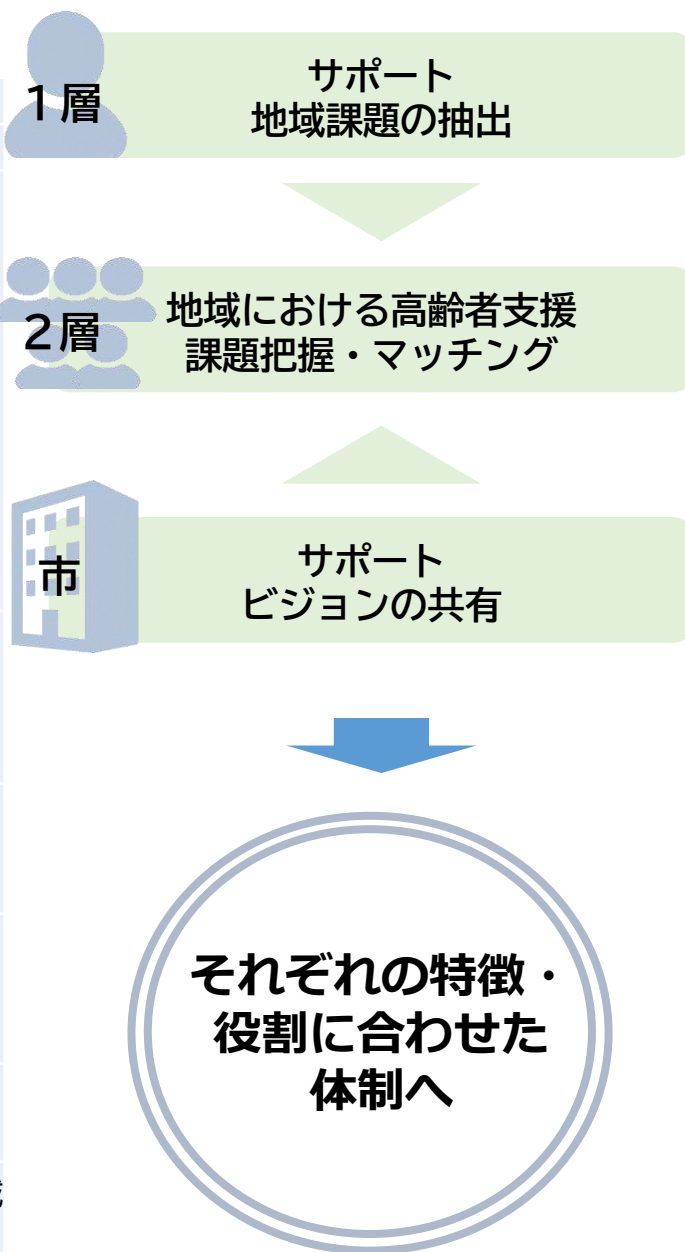 1層
サポート
地域課題の抽出
2層
地域における高齢者支援
課題把握・マッチング
市
サポート
ビジョンの共有
それぞれの特徴・
役割に合わせた
体制へ